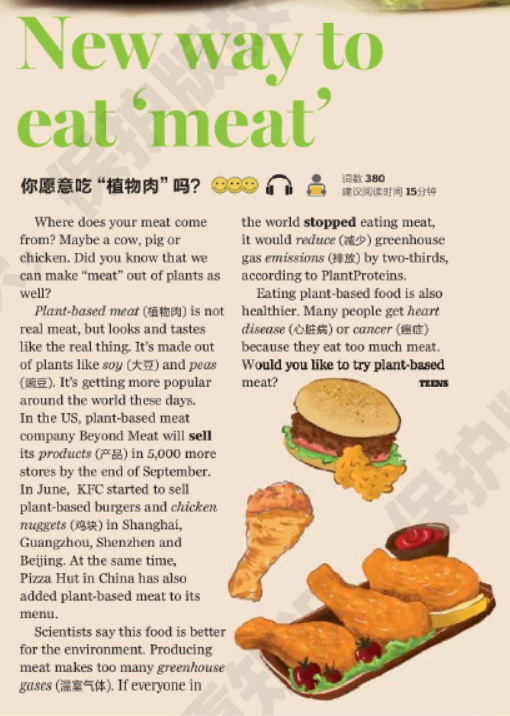 New way to
eat ‘meat’
你愿意吃“植物肉”吗？
词数 380
建议阅读时间 15分钟
Where does your meat come
from? Maybe a cow, pig or
chicken. Did you know that we
can make “meat” out of plants as
well?
Plant-based meat (植物肉) is not
real meat, but looks and tastes
like the real thing. It’s made out
of plants like soy (大豆) and peas
(豌豆). It’s getting more popular
around the world these days.
In the US, plant-based meat
company Beyond Meat will sell
its products (产品) in 5,000 more
stores by the end of September.
In June, KFC started to sell
plant-based burgers and chicken
nuggets (鸡块) in Shanghai,
Guangzhou, Shenzhen and
Beijing. At the same time,
Pizza Hut in China has also
added plant-based meat to its
menu.
Scientists say this food is better
for the environment. Producing
meat makes too many greenhouse
gases (温室气体). If everyone in
the world stopped eating meat,
it would reduce (减少) greenhouse
gas emissions (排放) by two-thirds,
according to PlantProteins.
Eating plant-based food is also
healthier. Many people get heart
disease (心脏病) or cancer (癌症)
because they eat too much meat.
Would you like to try plant-based
meat?
TEENS